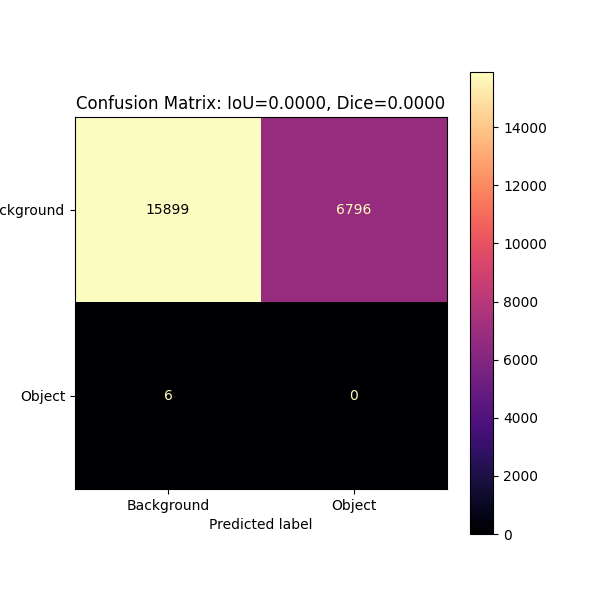 Confusion Matrix: IoU=0.0000, Dice=0.0000
ckground
15899
6796
Object
6
0
Background
Object
Predicted label
14000
12000
10000
8000
6000
4000
2000
0